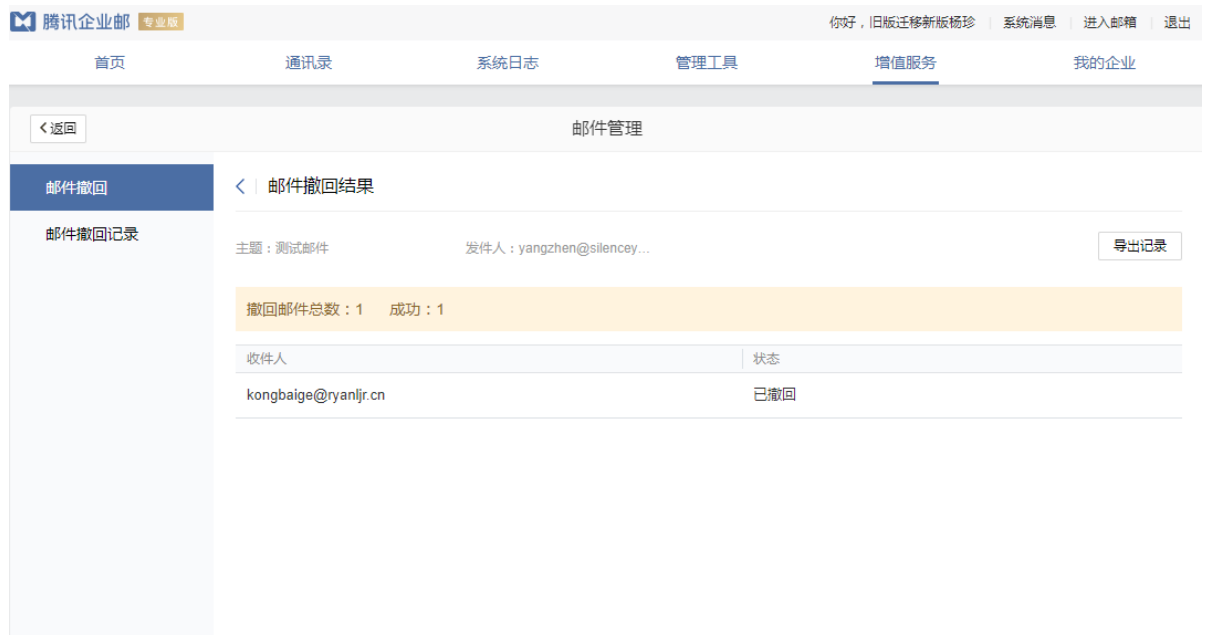 腾讯企业邮 专业版 你好，旧版迁移新版杨珍 系统消息 进入邮箱 退出
首页 通讯录 系统日志 管理工具 增值服务 我的企业
返回 邮件管理
邮件撤回
邮件撤回记录
邮件撤回结果
主题：测试邮件 发件人：yangzhen@silencey... 导出记录
撤回邮件总数：1 成功：1
收件人 状态
kongbaige@ryanljr.cn 已撤回